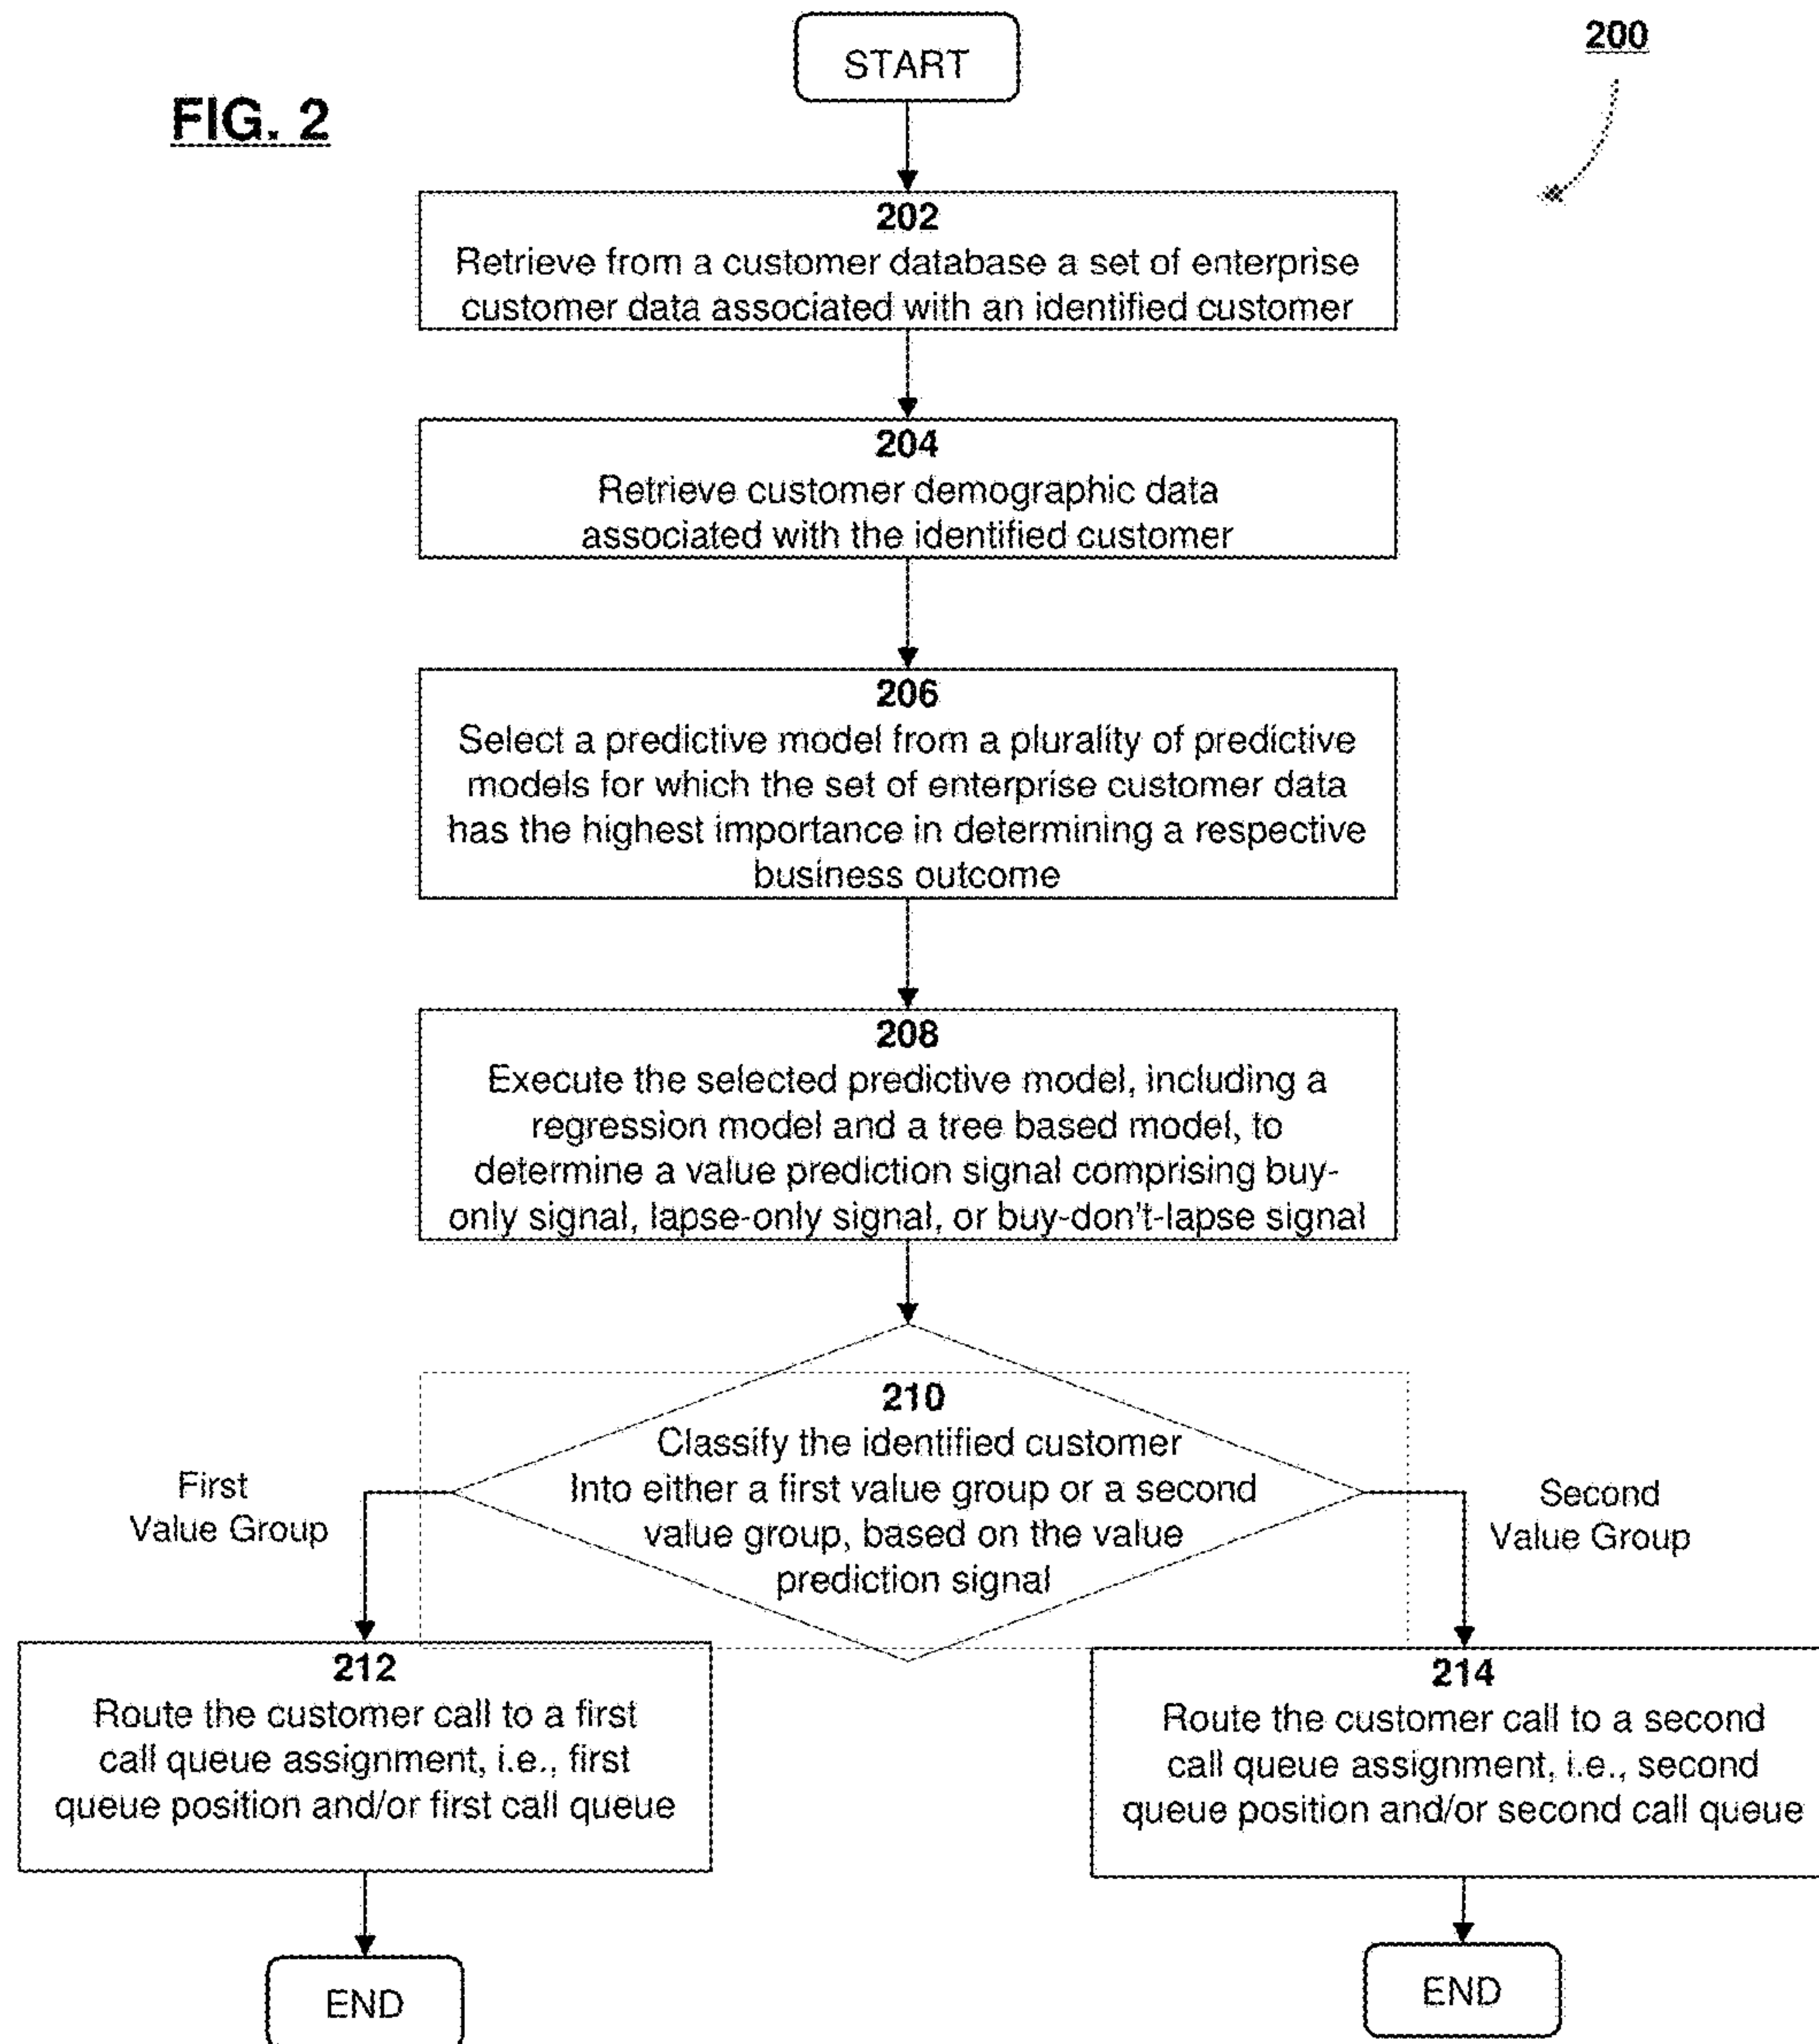 START
200
FIG. 2
202
Retrieve from a customer database a set of enterprise
customer data associated with an identified customer
204
Retrieve customer demographic data
associated with the identified customer
206
Select a predictive model from a plurality of predictive
models for which the set of enterprise customer data
has the highest importance in determining a respective
business outcome
208
Execute the selected predictive model, including a
regression model and a tree based model, to
determine a value prediction signal comprising buy-
only signal, lapse-only signal, or buy-don't-lapse signal
210
Classify the identified customer
Into either a first value group or a second
value group, based on the value
prediction signal
First
Value Group
Second
Value Group
212
Route the customer call to a first
call queue assignment, i.e., first
queue position and/or first call queue
214
Route the customer call to a second
call queue assignment, i.e., second
queue position and/or second call queue
END
END